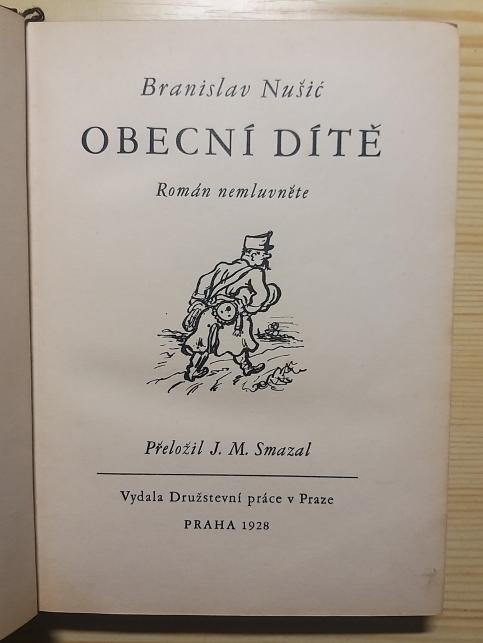 Branislav Nušić
OBECNÍ DÍTĚ
Román nemluvněte
Přeložil J. M. Smazal
Vydala Družstevní práce v Praze
PRAHA 1928